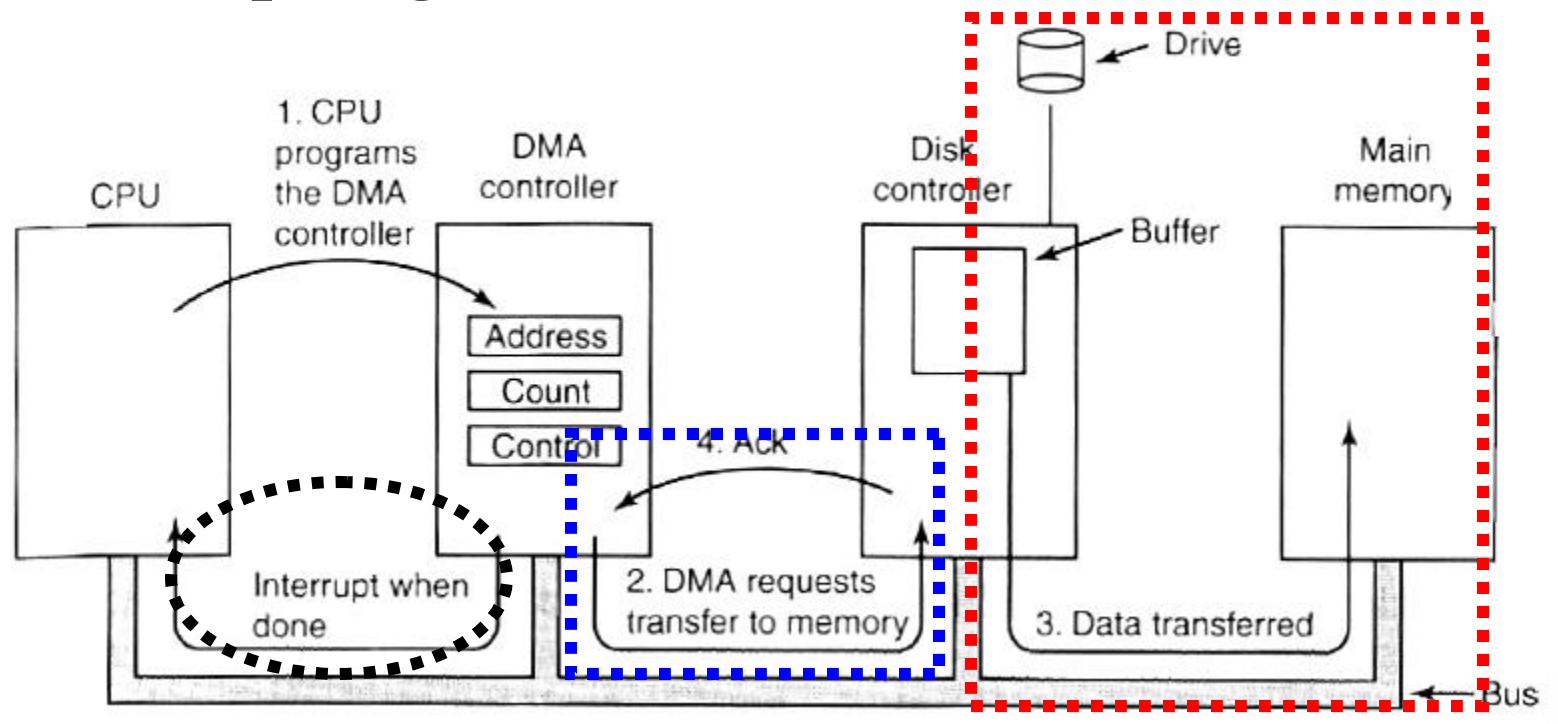 Drive
1. CPU
programs
the DMA
controller
DMA
controller
Disk
controller
Main
memory
CPU
Buffer
Address
Count
Control
4. Ack
Interrupt when
done
2. DMA requests
transfer to memory
3. Data transferred
Bus